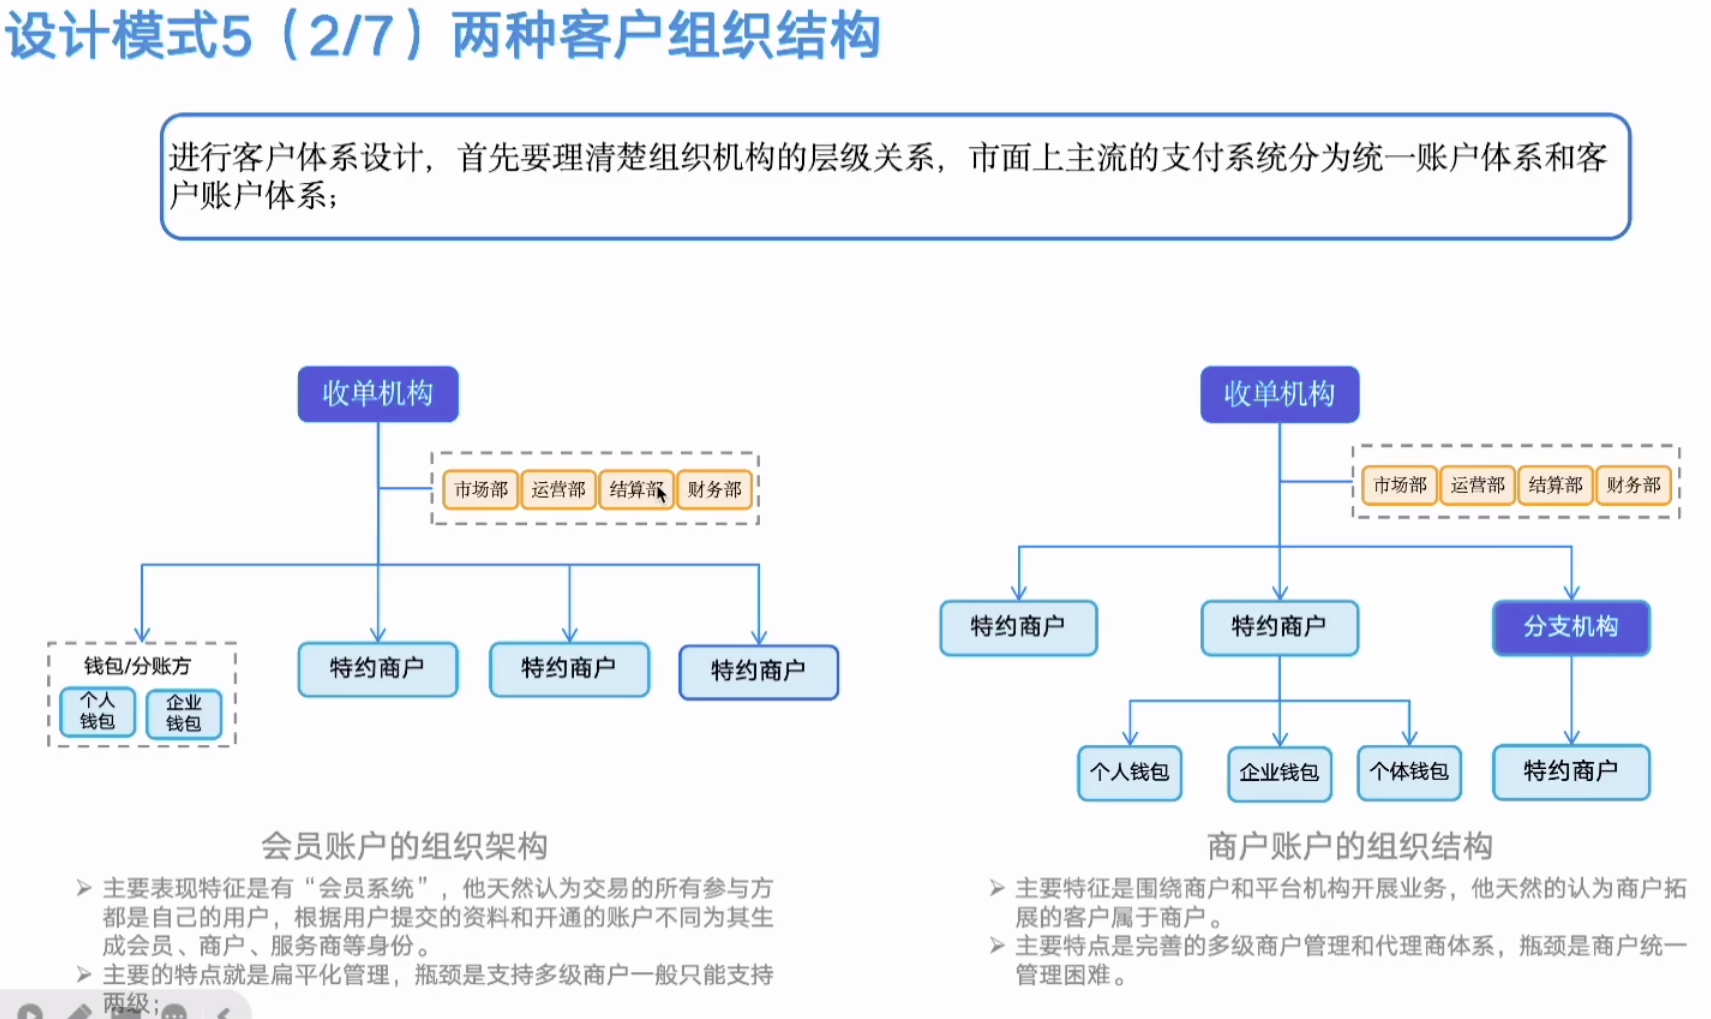 设计模式5（2/7）两种客户组织结构
进行客户体系设计，首先要理清楚组织机构的层级关系，市面上主流的支付系统分为统一账户体系和客
户账户体系；
收单机构
市场部
运营部
结算部
财务部
钱包/分账方
个人
钱包
企业
钱包
特约商户
特约商户
特约商户
会员账户的组织架构
主要表现特征是有“会员系统”，他天然认为交易的所有参与方
都是自己的用户，根据用户提交的资料和开通的账户不同为其生
成会员、商户、服务商等身份。
主要的特点就是扁平化管理，瓶颈是支持多级商户一般只能支持
两级；
收单机构
市场部
运营部
结算部
财务部
特约商户
特约商户
分支机构
个人钱包
企业钱包
个体钱包
特约商户
商户账户的组织结构
主要特征是围绕商户和平台机构开展业务，他天然的认为商户拓
展的客户属于商户。
主要特点是完善的多级商户管理和代理商体系，瓶颈是商户统一
管理困难。